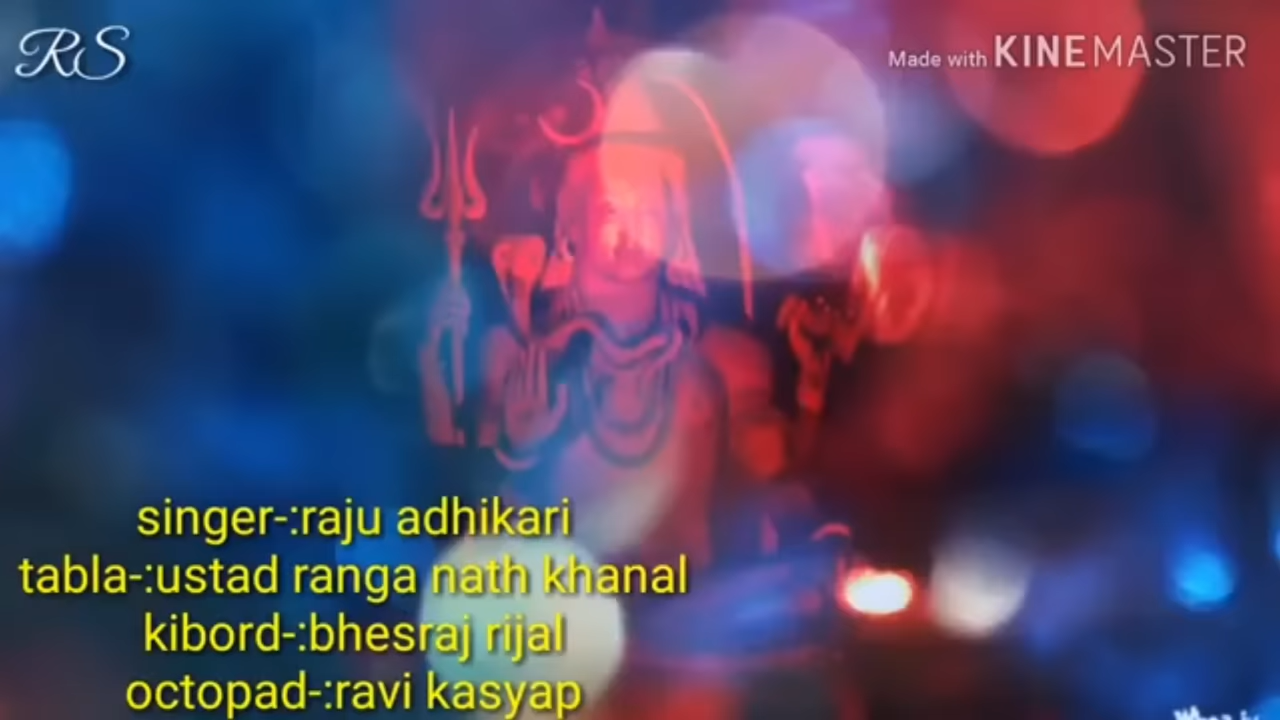 RS
Made with KINEMASTER
singer-:raju adhikari
tabla-:ustad ranga nath khanal
kibord-:bhesraj rijal
octopad-:ravi kasyap